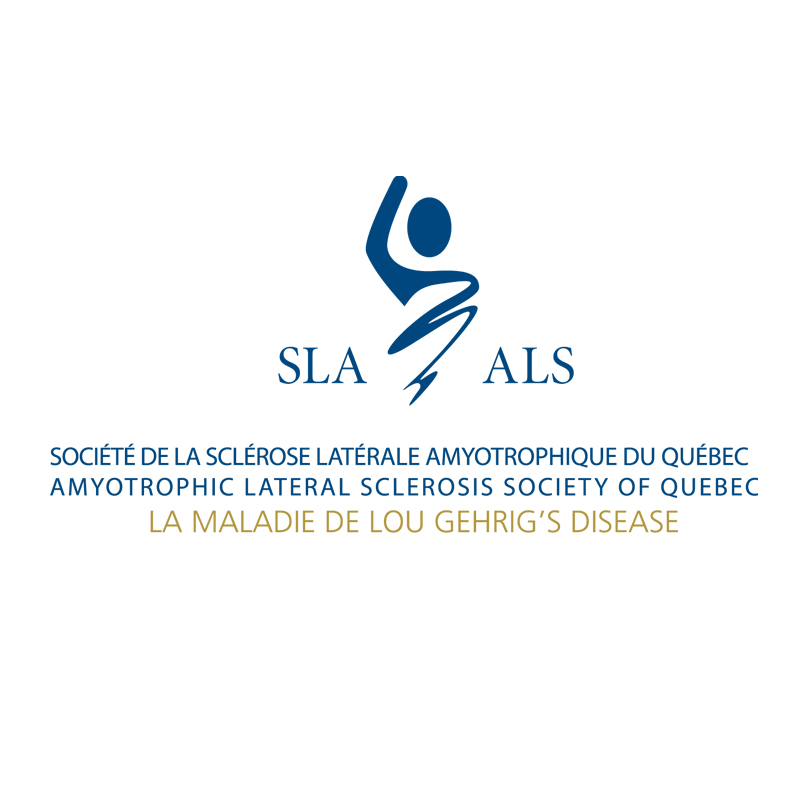 SLA ALS
SOCIÉTÉ DE LA SCLÉROSE LATÉRALE AMYOTROPHIQUE DU QUÉBEC
AMYOTROPHIC LATERAL SCLEROSIS SOCIETY OF QUEBEC
LA MALADIE DE LOU GEHRIG’S DISEASE